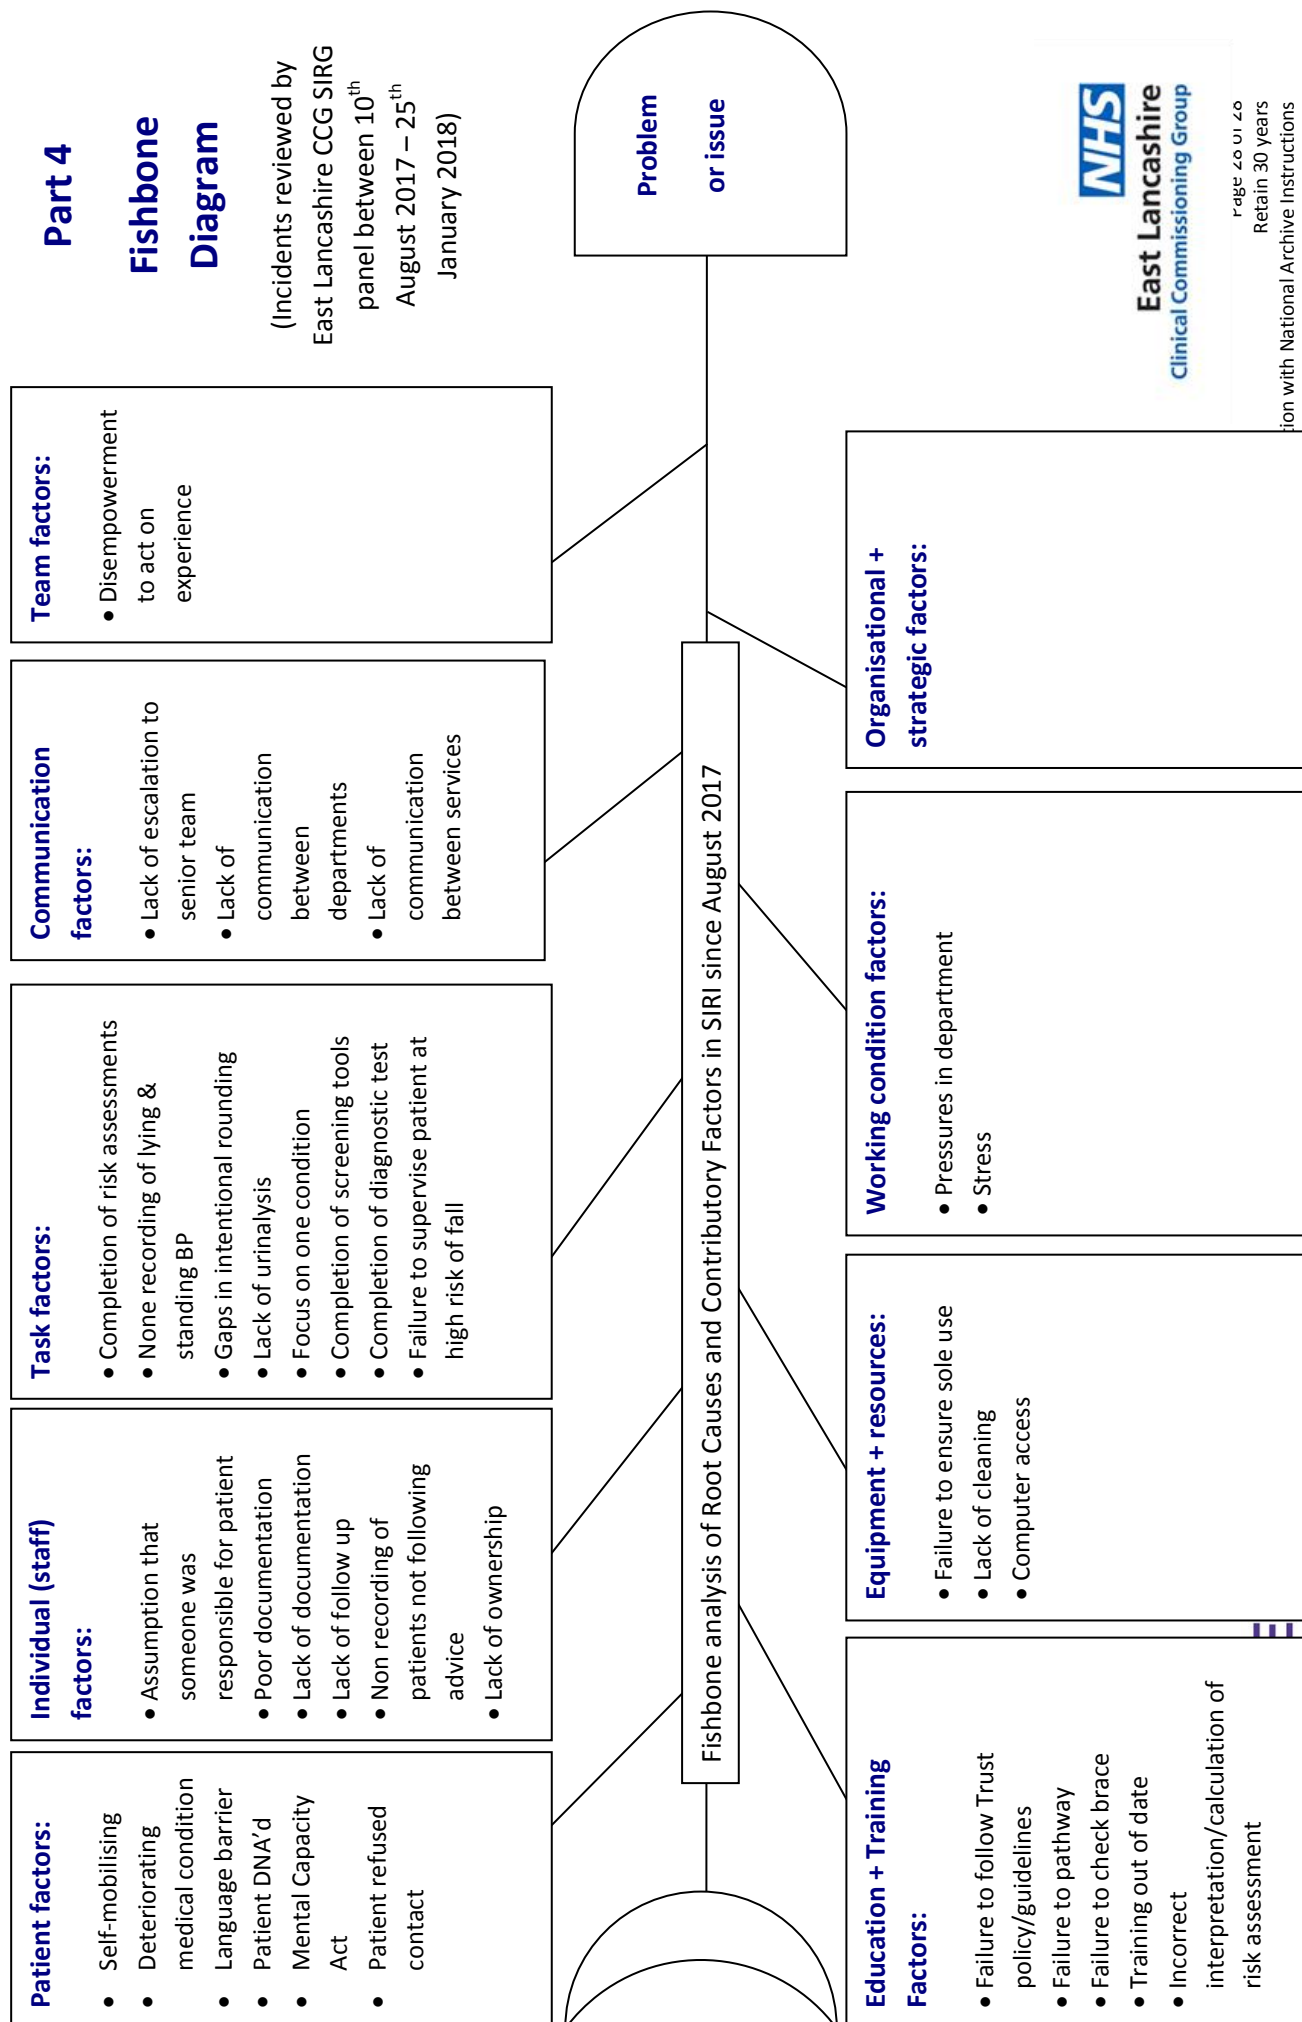 Part 4
Fishbone
Diagram
(Incidents reviewed by
East Lancashire CCG SIRG
panel between 10th
August 2017 – 25th
January 2018)
Patient factors:
• Self-mobilising
• Deteriorating
medical condition
• Language barrier
• Patient DNA'd
• Mental Capacity
Act
• Patient refused
contact
Individual (staff)
factors:
• Assumption that
someone was
responsible for patient
• Poor documentation
• Lack of documentation
• Lack of follow up
• Non recording of
patients not following
advice
• Lack of ownership
Task factors:
• Completion of risk assessments
• None recording of lying &
standing BP
• Gaps in intentional rounding
• Lack of urinalysis
• Focus on one condition
• Completion of screening tools
• Completion of diagnostic test
• Failure to supervise patient at
high risk of fall
Communication
factors:
• Lack of escalation to
senior team
• Lack of
communication
between
departments
• Lack of
communication
between services
Team factors:
• Disempowerment
to act on
experience
Fishbone analysis of Root Causes and Contributory Factors in SIRI since August 2017
Problem
or issue
Education + Training
Factors:
• Failure to follow Trust
policy/guidelines
• Failure to pathway
• Failure to check brace
• Training out of date
• Incorrect
interpretation/calculation of
risk assessment
Equipment + resources:
• Failure to ensure sole use
• Lack of cleaning
• Computer access
Working condition factors:
• Pressures in department
• Stress
Organisational +
strategic factors:
NHS
East Lancashire
Clinical Commissioning Group
Page 28 of 28
Retain 30 years
tion with National Archive Instructions